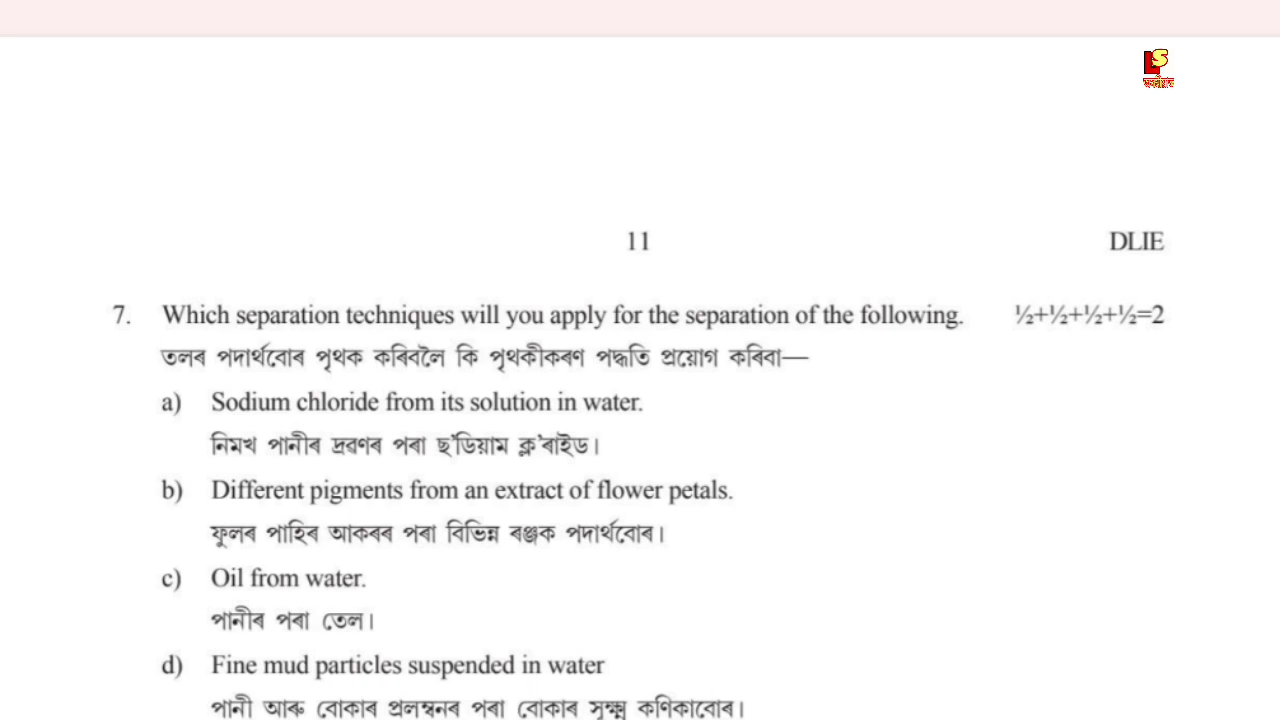 LS
11 DLIE
7. Which separation techniques will you apply for the separation of the following. ½+½+½+½=2
তলৰ পদাৰ্থবোৰ পৃথক কৰিবলৈ কি পৃথকীকৰণ পদ্ধতি প্ৰয়োগ কৰিবা—
a) Sodium chloride from its solution in water.
নিমখ পানীৰ দ্ৰৱণৰ পৰা ছ'ডিয়াম ক্ল'ৰাইড।
b) Different pigments from an extract of flower petals.
ফুলৰ পাহিৰ আকৰৰ পৰা বিভিন্ন ৰঞ্জক পদাৰ্থবোৰ।
c) Oil from water.
পানীৰ পৰা তেল।
d) Fine mud particles suspended in water
পানী আৰু বোকাৰ প্ৰলম্বনৰ পৰা বোকাৰ সূক্ষ্ম কণিকাবোৰ।